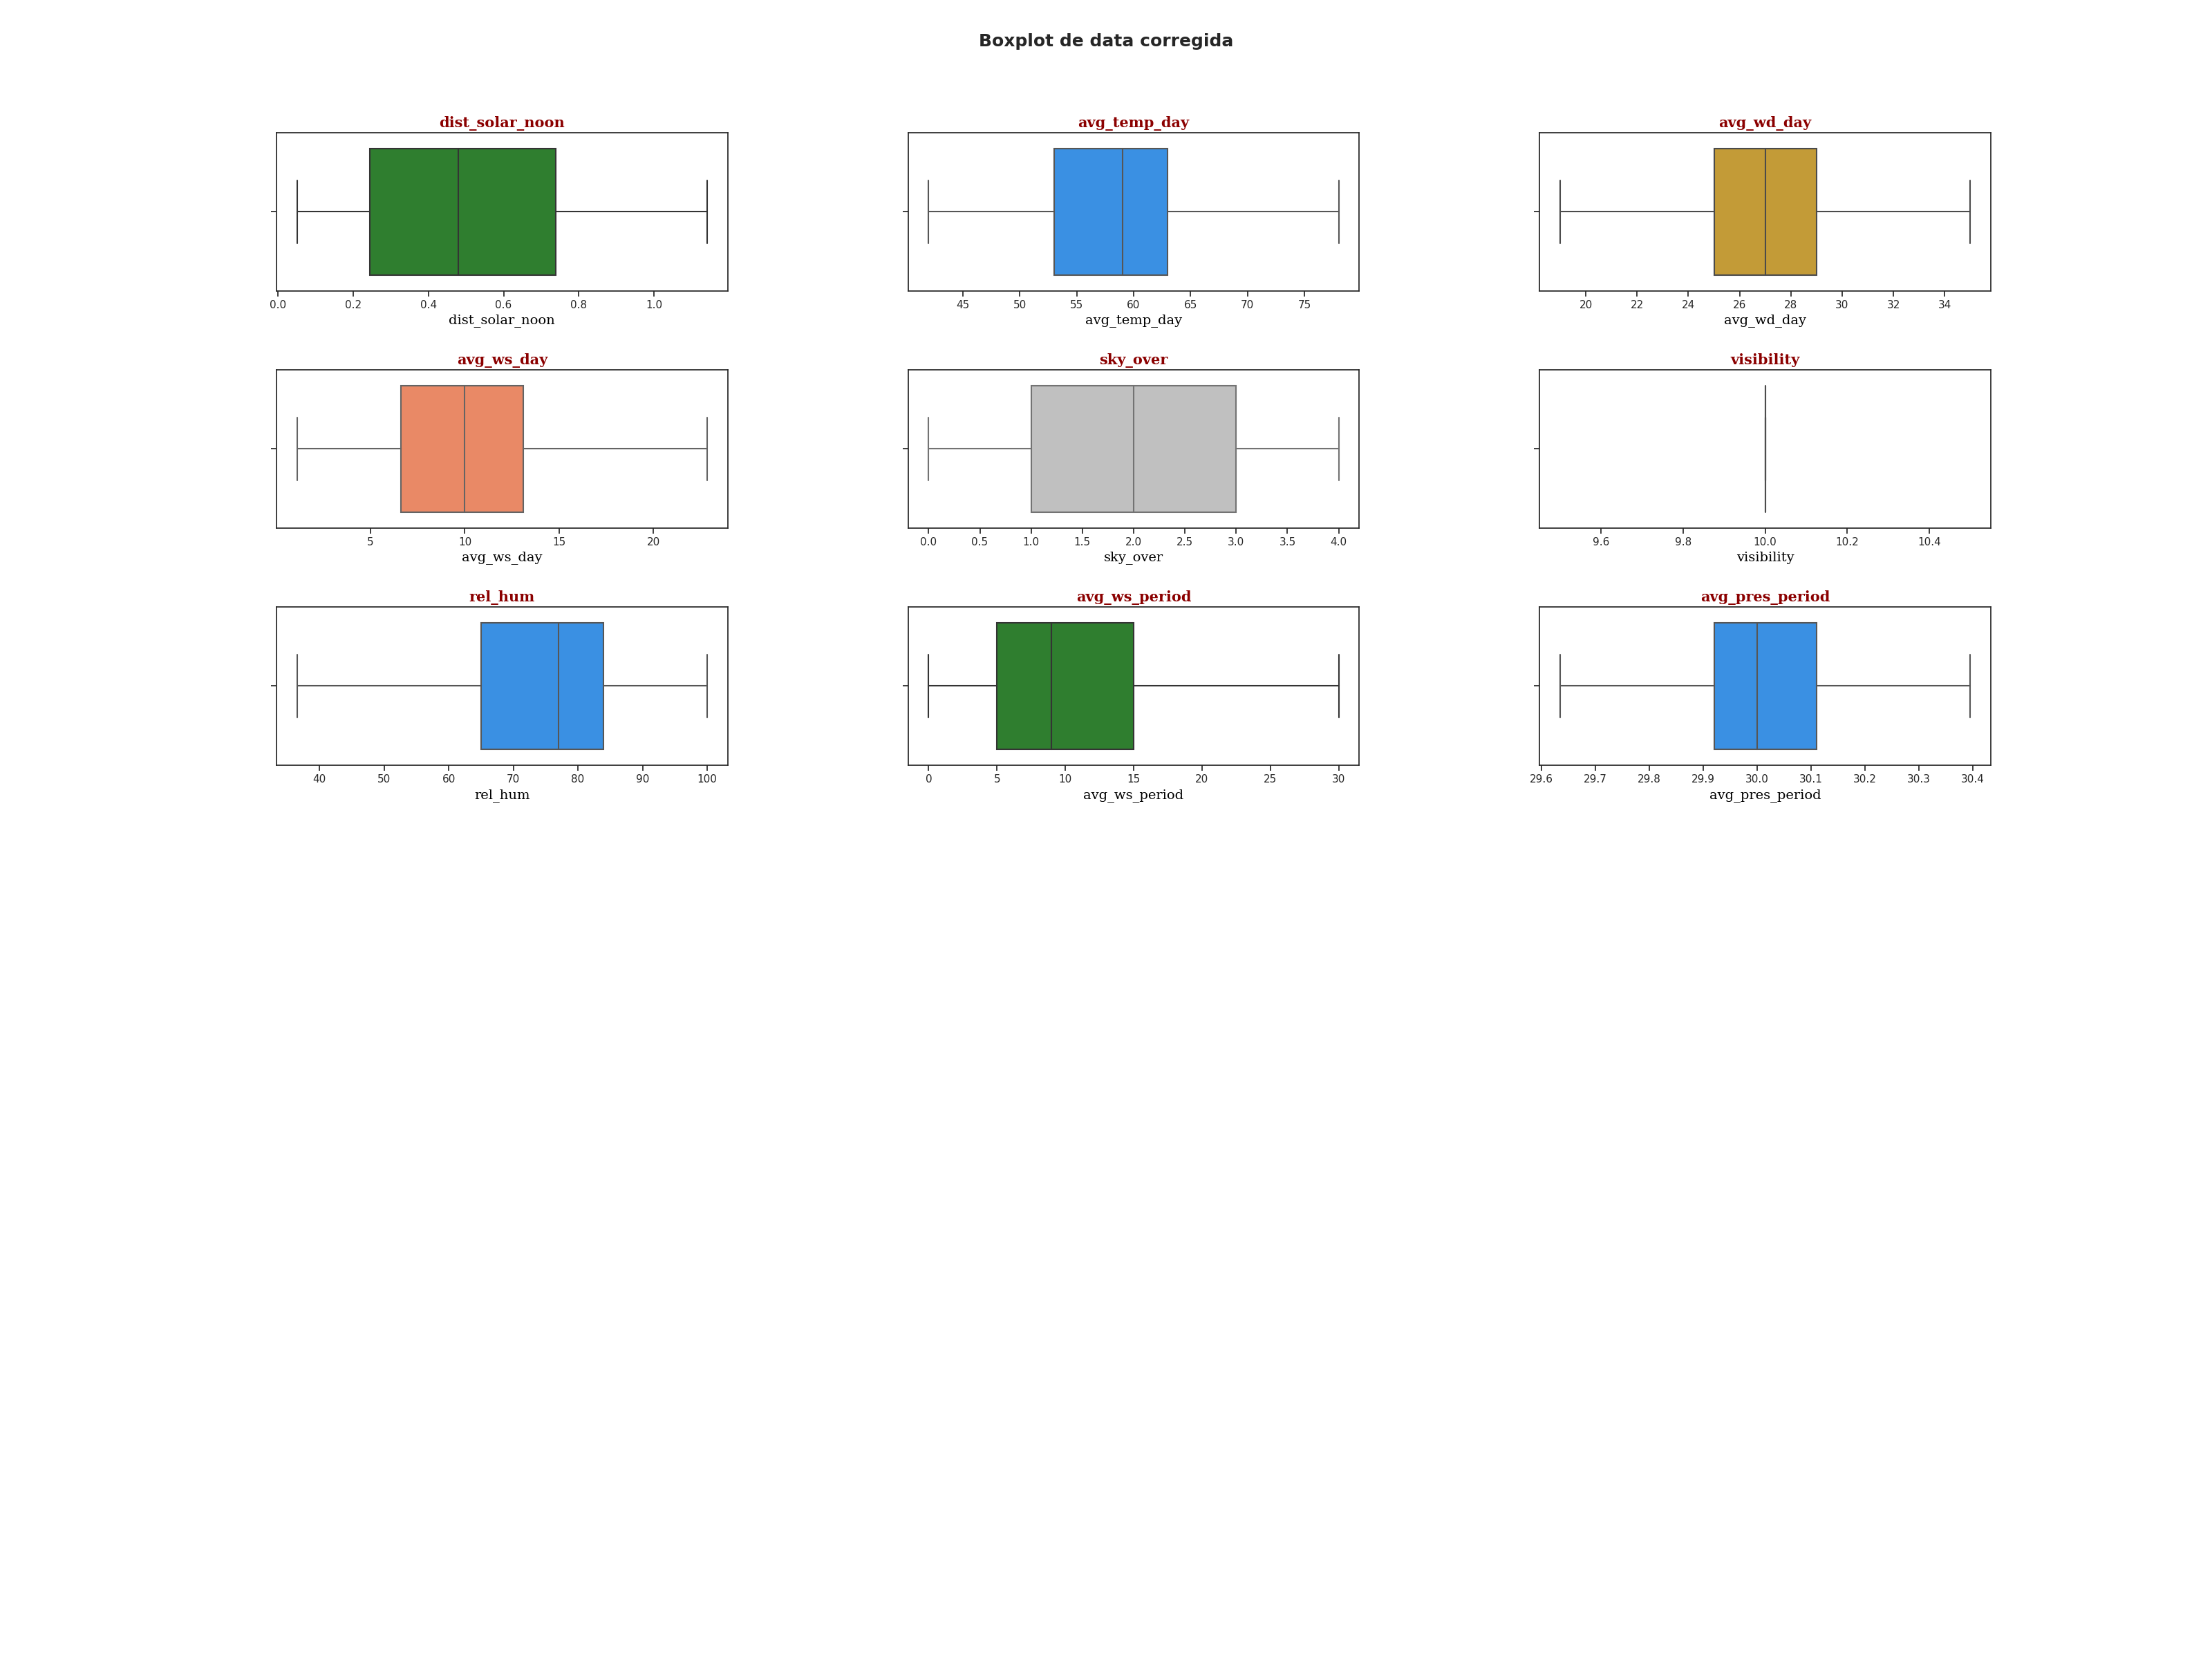 Boxplot de data corregida
dist_solar_noon avg_temp_day avg_wd_day
0.0 0.2 0.4 0.6 0.8 1.0 45 50 55 60 65 70 75 20 22 24 26 28 30 32 34
dist_solar_noon avg_temp_day avg_wd_day
avg_ws_day sky_over visibility
5 10 15 20 0.0 0.5 1.0 1.5 2.0 2.5 3.0 3.5 4.0 9.6 9.8 10.0 10.2 10.4
avg_ws_day sky_over visibility
rel_hum avg_ws_period avg_pres_period
40 50 60 70 80 90 100 0 5 10 15 20 25 30 29.6 29.7 29.8 29.9 30.0 30.1 30.2 30.3 30.4
rel_hum avg_ws_period avg_pres_period